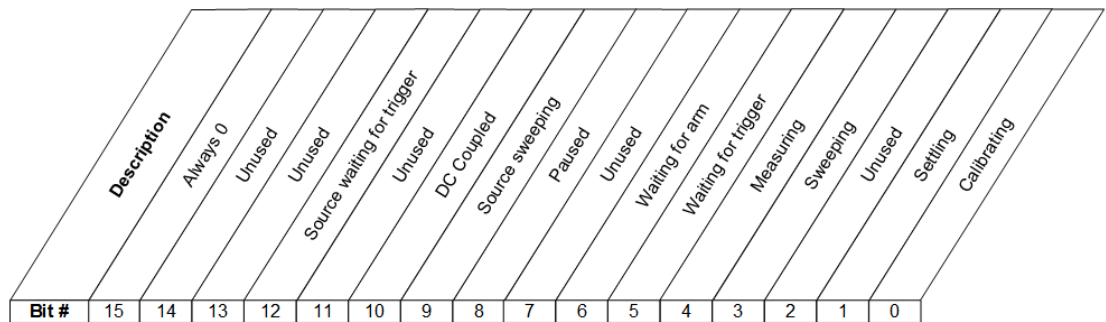 Description
Always 0
Unused
Unused
Source waiting for trigger
Unused
DC Coupled
Source sweeping
Paused
Unused
Waiting for arm
Waiting for trigger
Measuring
Sweeping
Unused
Settling
Calibrating
Bit # 15 14 13 12 11 10 9 8 7 6 5 4 3 2 1 0